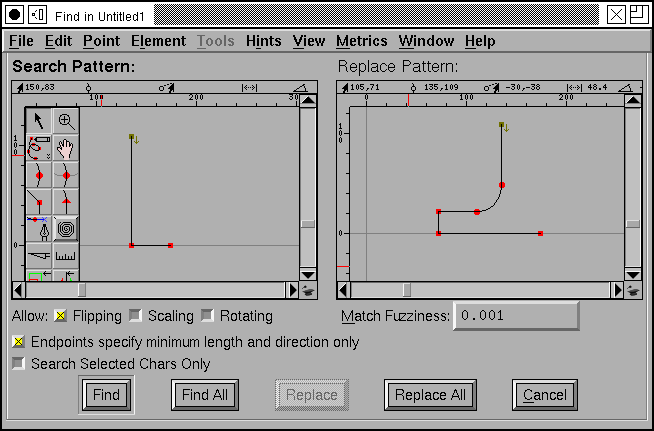 Find in Untitled1
File Edit Point Element Tools Hints View Metrics Window Help
Search Pattern: Replace Pattern:
150,83 105,71 135,109 -30,-38 48.4
100 200 30 0 100 200
100 100
0 0
Allow: Flipping Scaling Rotating Match Fuzziness: 0.001
Endpoints specify minimum length and direction only
Search Selected Chars Only
Find Find All Replace Replace All Cancel